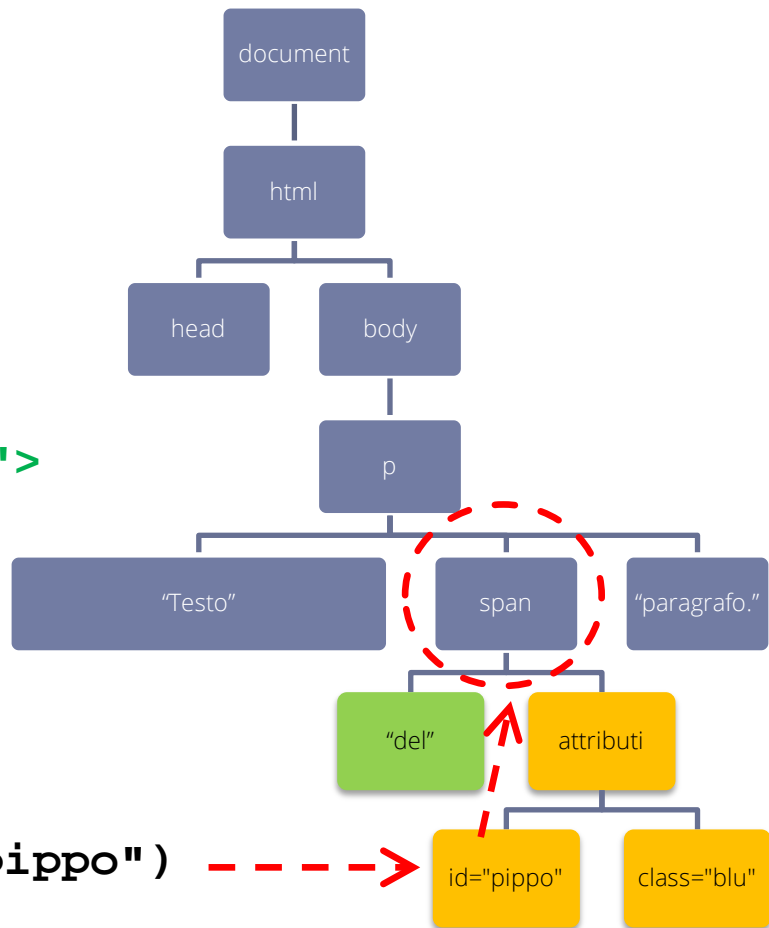 document
html
head
body
">
p
“Testo”
span
“paragrafo.”
“del”
attributi
pippo")
id="pippo"
class="blu"